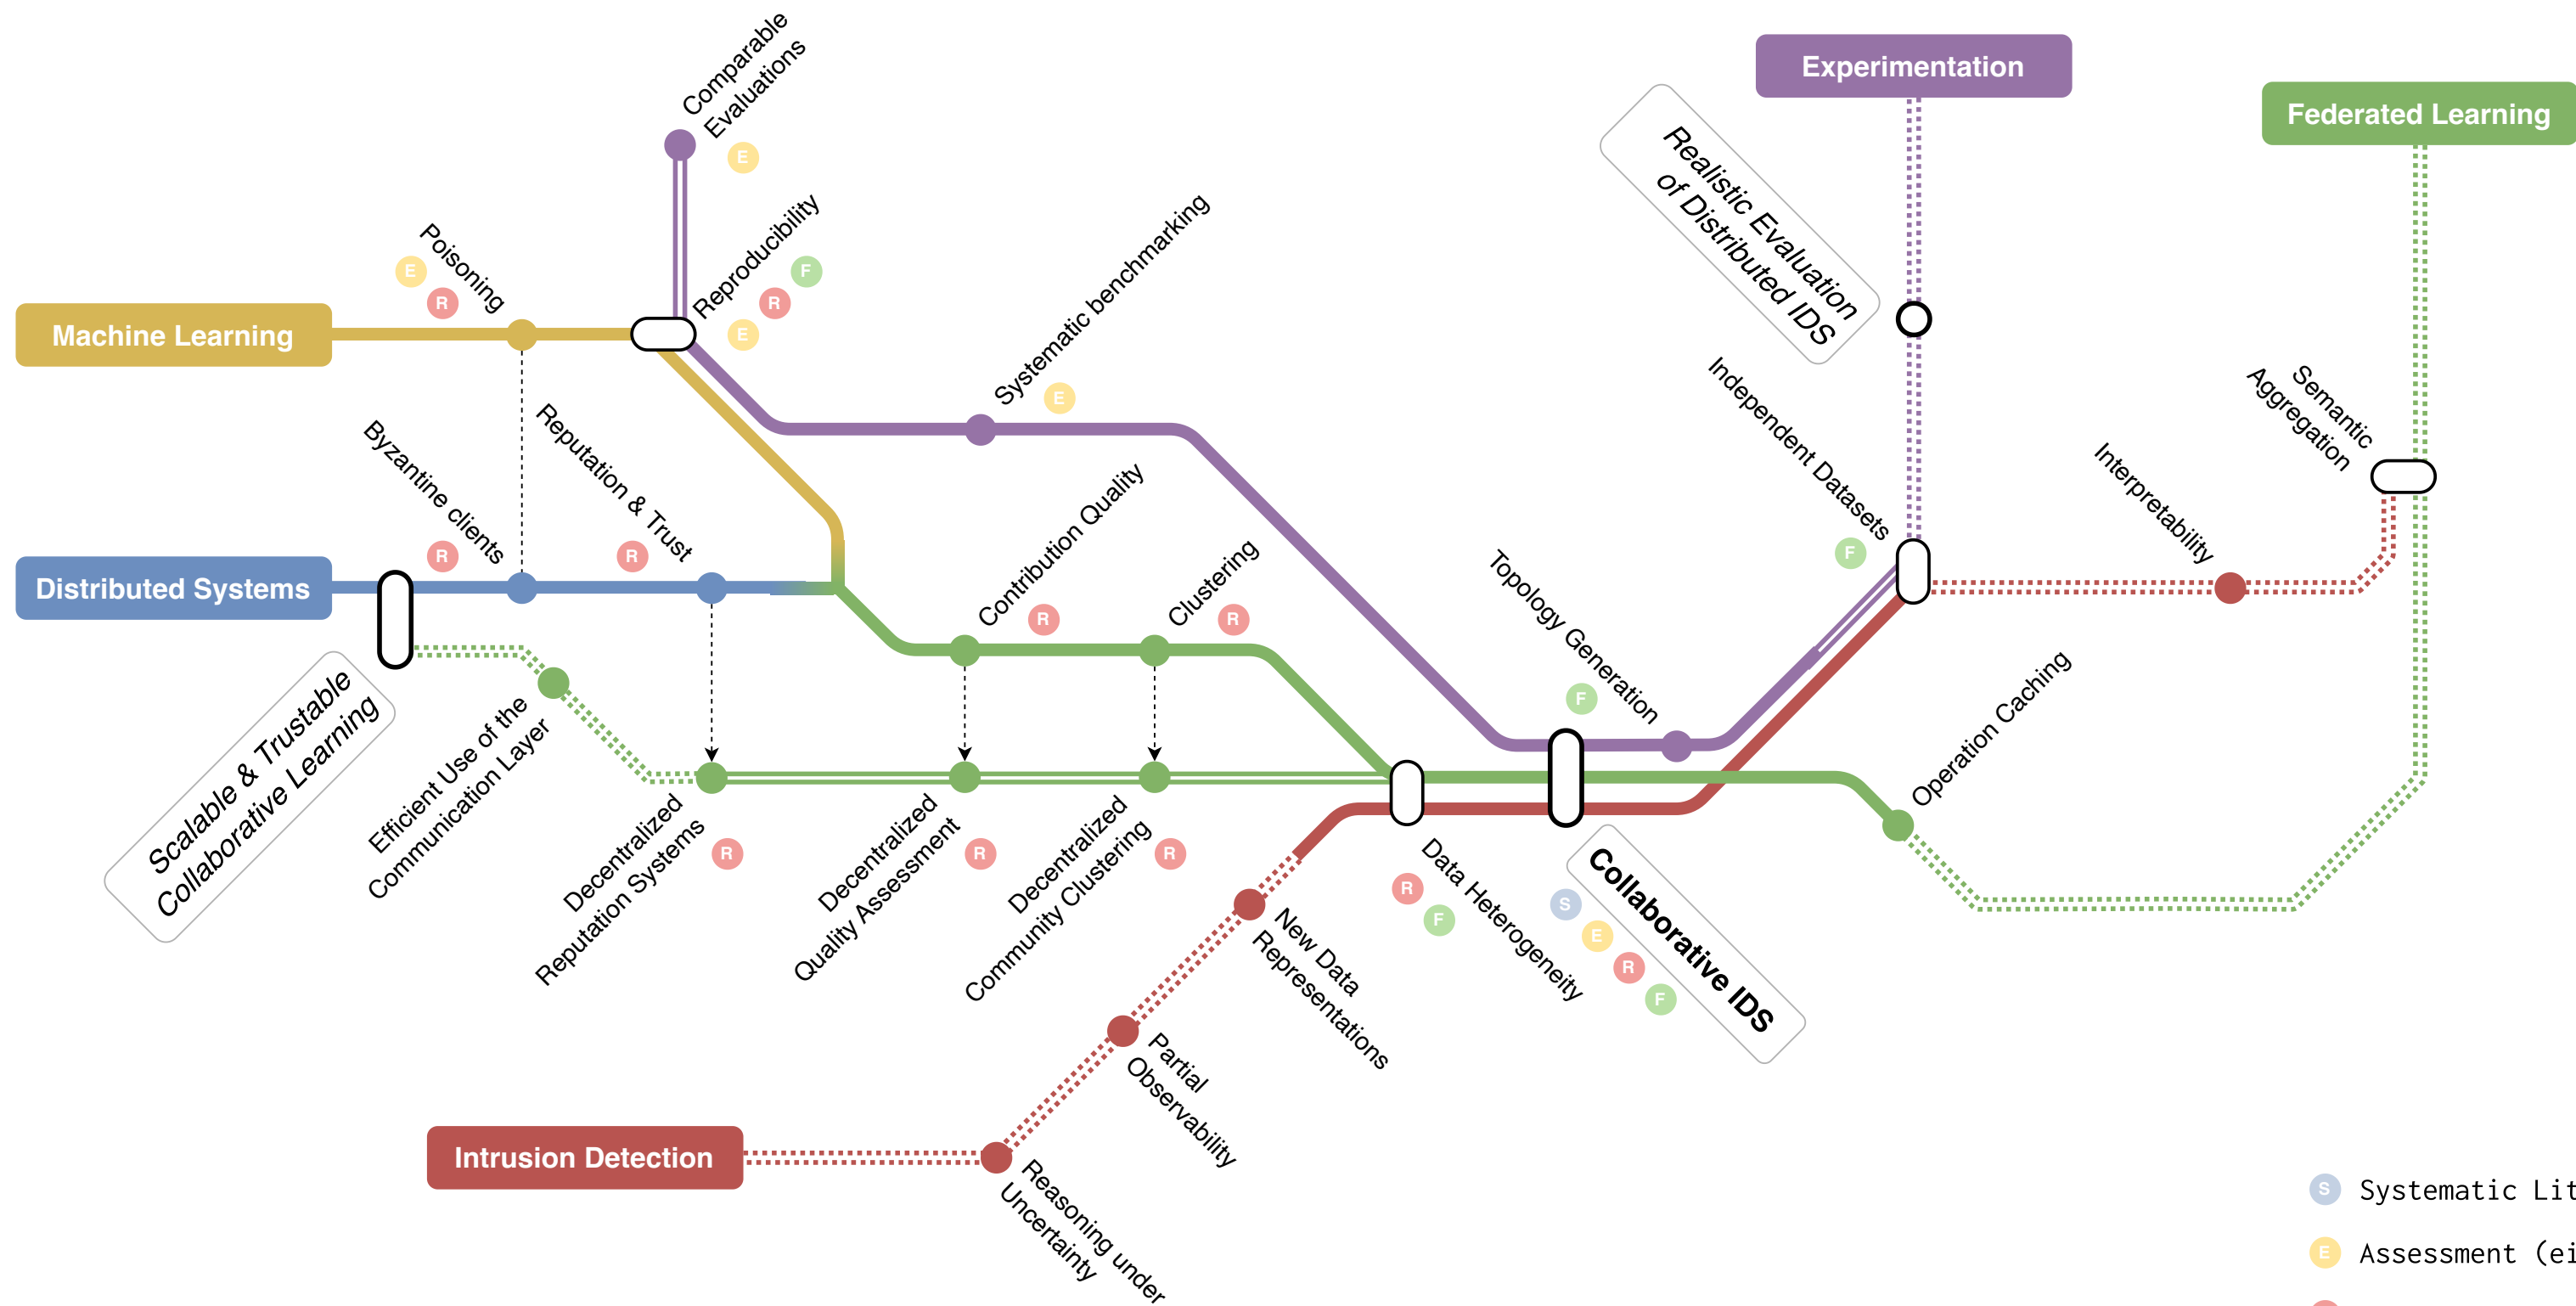 Comparable
Evaluations
E
Experimentation
Federated Learning
Realistic Evaluation
of Distributed IDS
Poisoning
E
R
Reproducibility
F
R
E
Machine Learning
Systematic benchmarking
E
Independent Datasets
F
Semantic
Aggregation
Interpretability
Byzantine clients
R
Reputation & Trust
R
Contribution Quality
R
Clustering
R
Topology Generation
F
Distributed Systems
Scalable & Trustable
Collaborative Learning
Efficient Use of the
Communication Layer
Operation Caching
Decentralized
Reputation Systems
R
Decentralized
Quality Assessment
R
Decentralized
Community Clustering
R
Data Heterogeneity
R
F
Collaborative IDS
S
E
R
F
New Data
Representations
Partial
Observability
Intrusion Detection
Reasoning under
Uncertainty
S Systematic Lit
E Assessment (ei